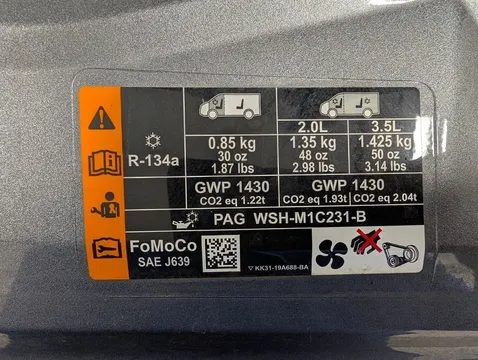 2.0L 3.5L
R-134a 0.85 kg 1.35 kg 1.425 kg
30 oz 48 oz 50 oz
1.87 lbs 2.98 lbs 3.14 lbs
GWP 1430 GWP 1430
CO2 eq 1.22t CO2 eq 1.93t CO2 eq 2.04t
PAG WSH-M1C231-B
FoMoCo
SAE J639
KK31-19A688-BA